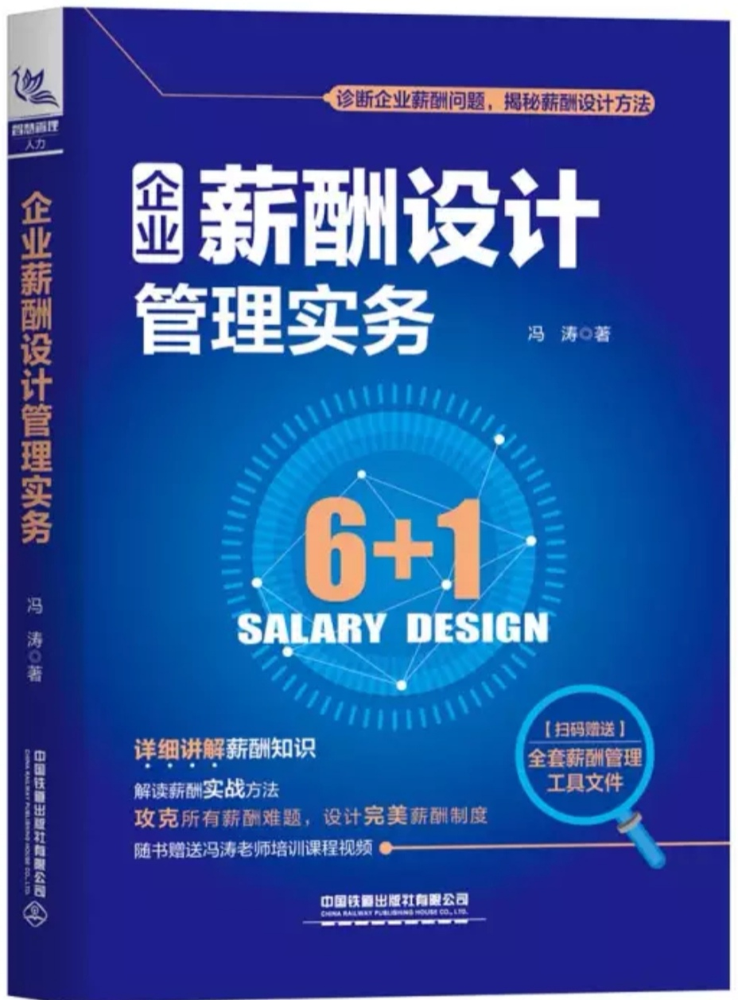 智慧管理
人力
企业薪酬设计管理实务
冯 涛◎著
中国铁道出版社有限公司
CHINA RAILWAY PUBLISHING HOUSE CO., LTD.
诊断企业薪酬问题，揭秘薪酬设计方法
企业 薪酬设计
管理实务
冯 涛◎著
6+1
SALARY DESIGN
【扫码赠送】
全套薪酬管理
工具文件
详细讲解薪酬知识
解读薪酬实战方法
攻克所有薪酬难题，设计完美薪酬制度
随书赠送冯涛老师培训课程视频
中国铁道出版社有限公司
CHINA RAILWAY PUBLISHING HOUSE CO., LTD.